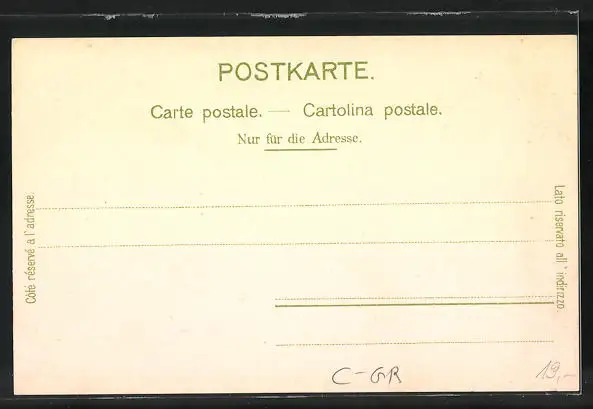 POSTKARTE.
Carte postale. — Cartolina postale.
Nur für die Adresse.
Côté réservé à l'adresse.
Lato riservato all' indirizzo.
C-GR
19,-